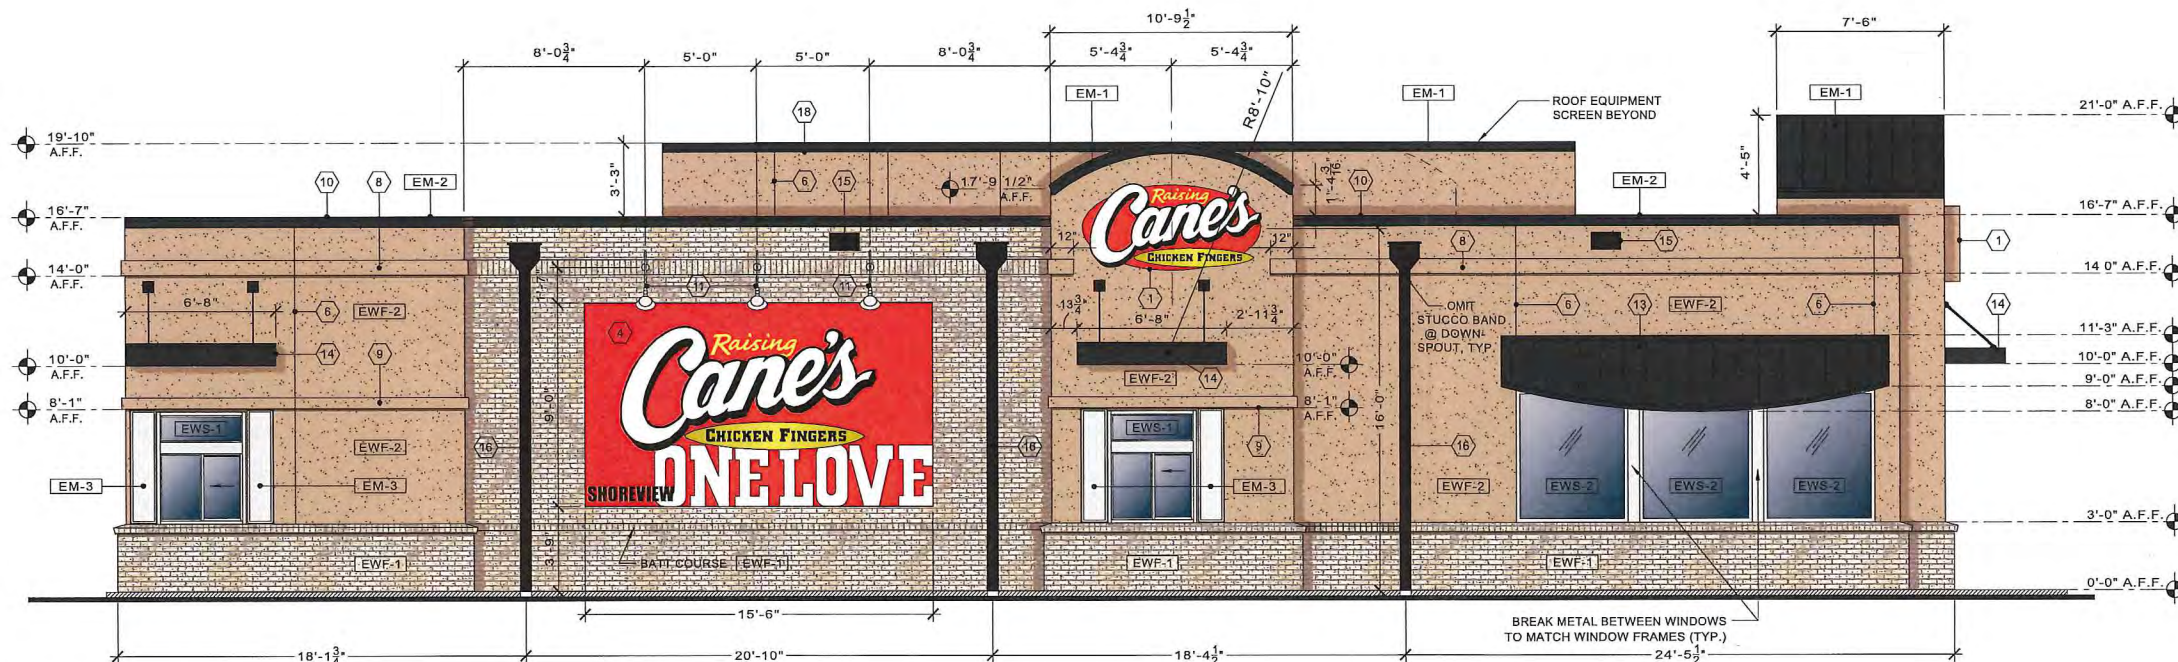 10'-9 1/2"
7'-6"
8'-0 3/4"
5'-0"
5'-0"
8'-0 3/4"
5'-4 3/4"
5'-4 3/4"
EM-1
R8'-10"
EM-1
EM-1
ROOF EQUIPMENT
SCREEN BEYOND
21'-0" A.F.F.
18
19'-10"
A.F.F.
3'-3"
4'-5"
10
8
EM-2
6
15
17'-9 1/2"
A.F.F.
1'-4 3/16"
10
EM-2
16'-7"
A.F.F.
16'-7" A.F.F.
Raising
Cane's
CHICKEN FINGERS
12"
12"
8
15
1
14'-0"
A.F.F.
8
14 0" A.F.F.
11
11
1
6'-8"
6
EWF-2
13 3/4"
6'-8"
2'-11 3/4"
OMIT
STUCCO BAND
@ DOWN-
SPOUT, TYP
6
13
EWF-2
6
14
11'-3" A.F.F.
4
Raising
Cane's
CHICKEN FINGERS
SHOREVIEW
ONE LOVE
10'-0"
A.F.F.
14
9
EWF-2
14
10'-0"
A.F.F.
10'-0" A.F.F.
9'-0" A.F.F.
8'-1"
A.F.F.
8'-1"
A.F.F.
8'-0" A.F.F.
9'-0"
16'-0"
EWS-1
EWF-2
16
EWS-1
9
16
EM-3
EM-3
EM-3
EWF-2
EWS-2
EWS-2
EWS-2
3'-0" A.F.F.
3'-9"
EWF-1
BATT COURSE
EWF-1
EWF-1
EWF-1
0'-0" A.F.F.
15'-6"
BREAK METAL BETWEEN WINDOWS
TO MATCH WINDOW FRAMES (TYP.)
18'-1 3/4"
20'-10"
18'-4 1/2"
24'-5 1/2"